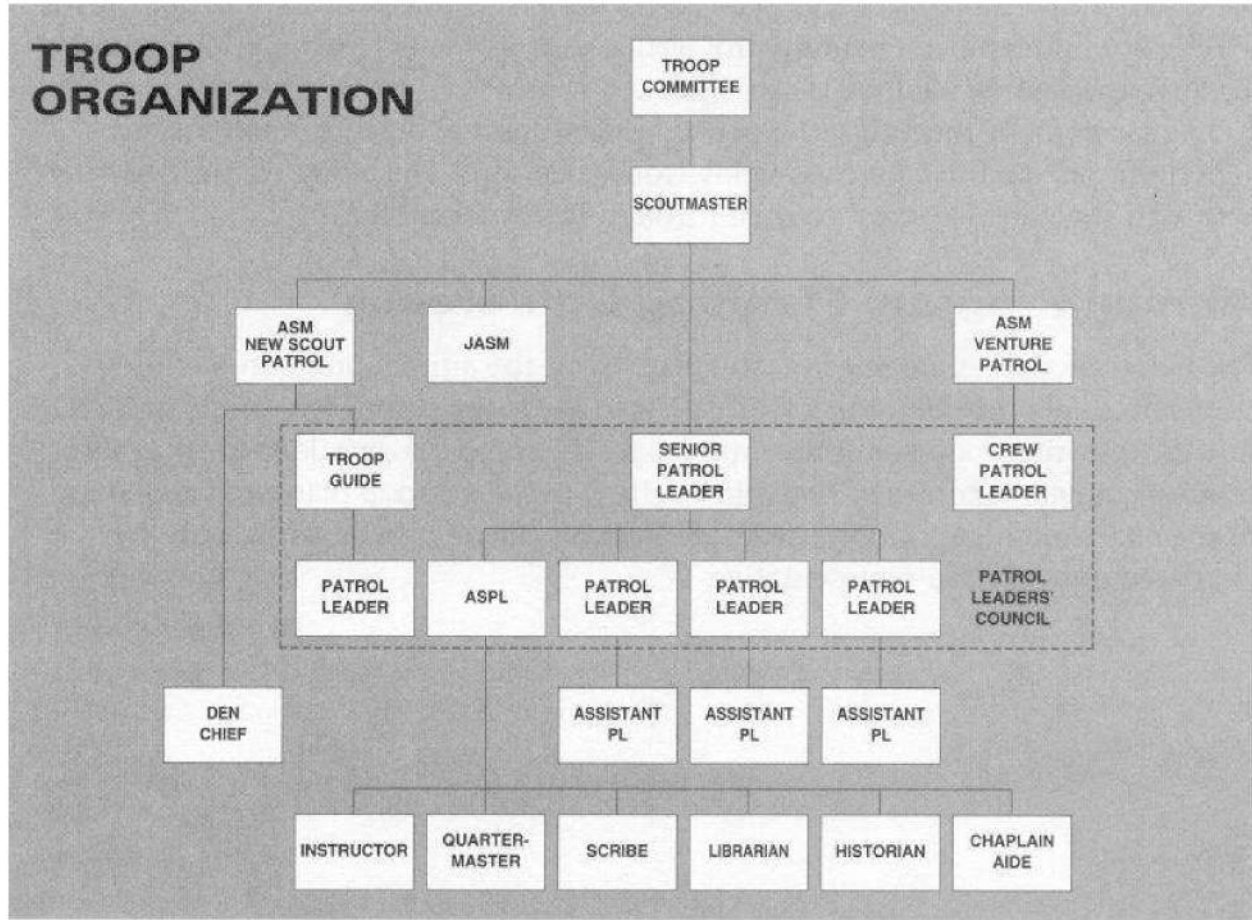 TROOP
ORGANIZATION
TROOP
COMMITTEE
SCOUTMASTER
ASM
NEW SCOUT
PATROL
JASM
ASM
VENTURE
PATROL
TROOP
GUIDE
SENIOR
PATROL
LEADER
CREW
PATROL
LEADER
PATROL
LEADER
ASPL
PATROL
LEADER
PATROL
LEADER
PATROL
LEADER
PATROL
LEADERS'
COUNCIL
DEN
CHIEF
ASSISTANT
PL
ASSISTANT
PL
ASSISTANT
PL
INSTRUCTOR
QUARTER-
MASTER
SCRIBE
LIBRARIAN
HISTORIAN
CHAPLAIN
AIDE